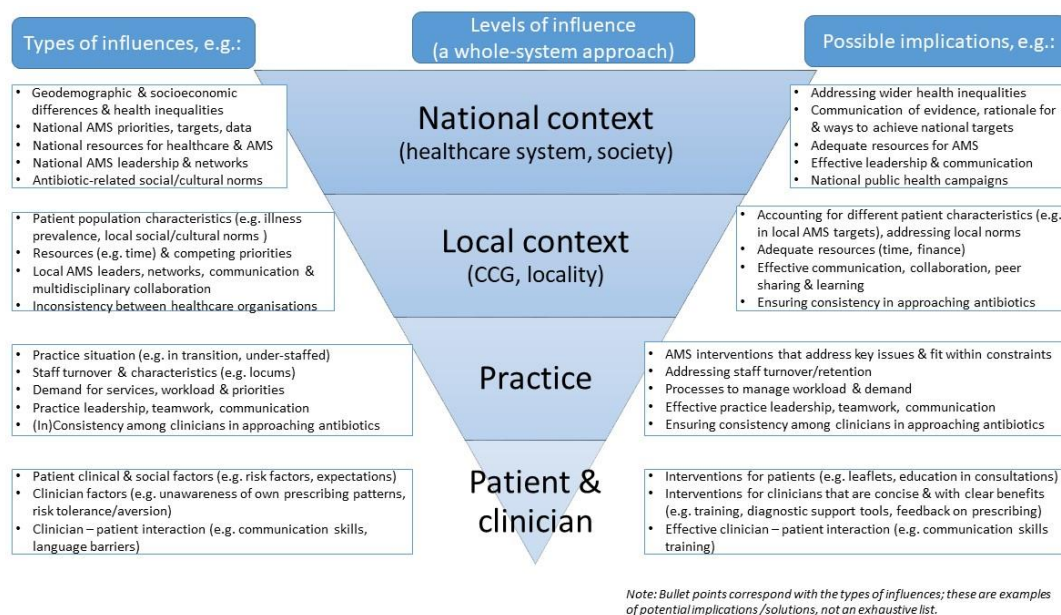 Types of influences, e.g.:
Levels of influence
(a whole-system approach)
Possible implications, e.g.:
• Geodemographic & socioeconomic
differences & health inequalities
• National AMS priorities, targets, data
• National resources for healthcare & AMS
• National AMS leadership & networks
• Antibiotic-related social/cultural norms
National context
(healthcare system, society)
• Addressing wider health inequalities
• Communication of evidence, rationale for
& ways to achieve national targets
• Adequate resources for AMS
• Effective leadership & communication
• National public health campaigns
• Patient population characteristics (e.g. illness
prevalence, local social/cultural norms )
• Resources (e.g. time) & competing priorities
• Local AMS leaders, networks, communication &
multidisciplinary collaboration
• Inconsistency between healthcare organisations
Local context
(CCG, locality)
• Accounting for different patient characteristics (e.g.
in local AMS targets), addressing local norms
• Adequate resources (time, finance)
• Effective communication, collaboration, peer
sharing & learning
• Ensuring consistency in approaching antibiotics
• Practice situation (e.g. in transition, under-staffed)
• Staff turnover & characteristics (e.g. locums)
• Demand for services, workload & priorities
• Practice leadership, teamwork, communication
• (In)Consistency among clinicians in approaching antibiotics
Practice
• AMS interventions that address key issues & fit within constraints
• Addressing staff turnover/retention
• Processes to manage workload & demand
• Effective practice leadership, teamwork, communication
• Ensuring consistency among clinicians in approaching antibiotics
• Patient clinical & social factors (e.g. risk factors, expectations)
• Clinician factors (e.g. unawareness of own prescribing patterns,
risk tolerance/aversion)
• Clinician – patient interaction (e.g. communication skills,
language barriers)
Patient &
clinician
• Interventions for patients (e.g. leaflets, education in consultations)
• Interventions for clinicians that are concise & with clear benefits
(e.g. training, diagnostic support tools, feedback on prescribing)
• Effective clinician – patient interaction (e.g. communication skills
training)
Note: Bullet points correspond with the types of influences; these are examples
of potential implications /solutions, not an exhaustive list.